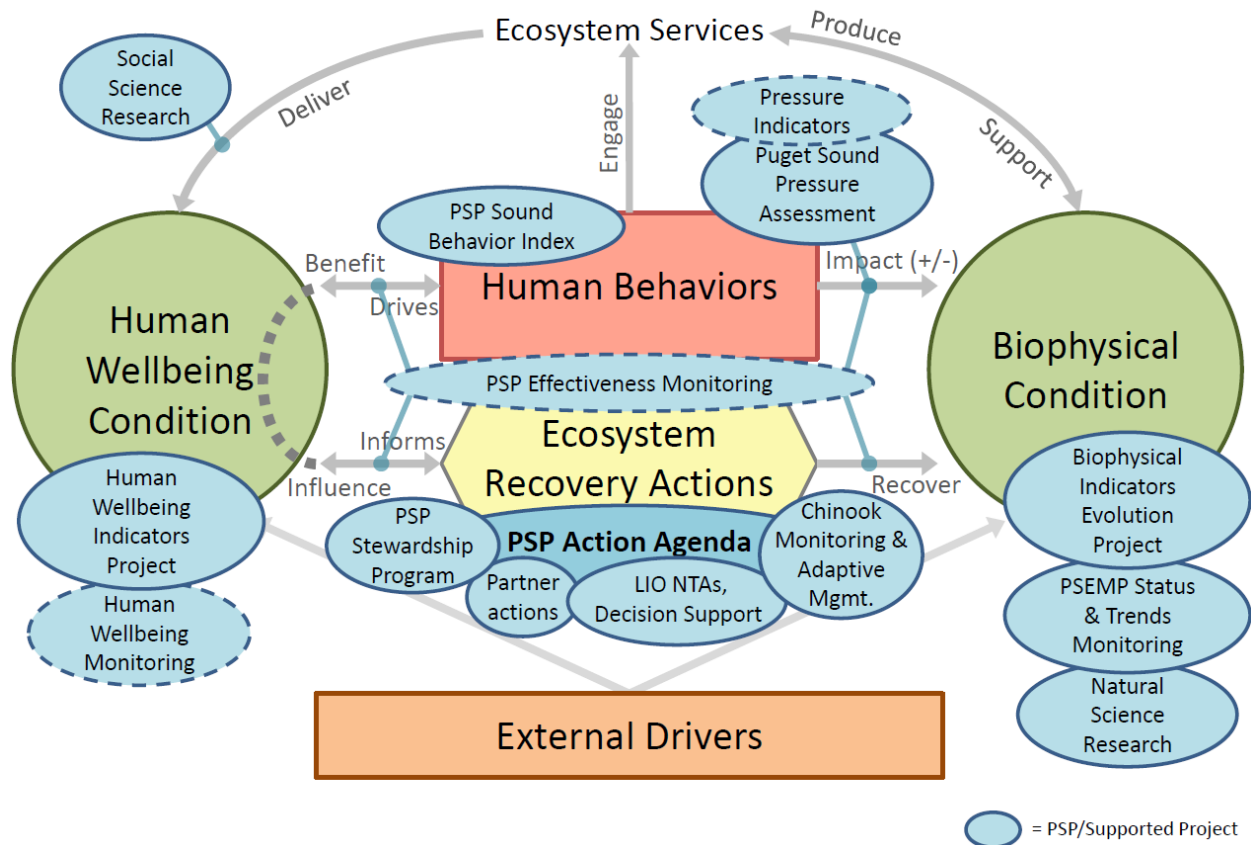 Ecosystem Services
Produce
Support
Deliver
Engage
Social
Science
Research
Pressure
Indicators
Puget Sound
Pressure
Assessment
PSP Sound
Behavior Index
Benefit
Drives
Human Behaviors
Impact (+/-)
Human
Wellbeing
Condition
Biophysical
Condition
PSP Effectiveness Monitoring
Informs
Influence
Ecosystem
Recovery Actions
Recover
Human
Wellbeing
Indicators
Project
Human
Wellbeing
Monitoring
PSP
Stewardship
Program
PSP Action Agenda
Partner
actions
LIO NTAs,
Decision Support
Chinook
Monitoring &
Adaptive
Mgmt.
Biophysical
Indicators
Evolution
Project
PSEMP Status
& Trends
Monitoring
Natural
Science
Research
External Drivers
= PSP/Supported Project